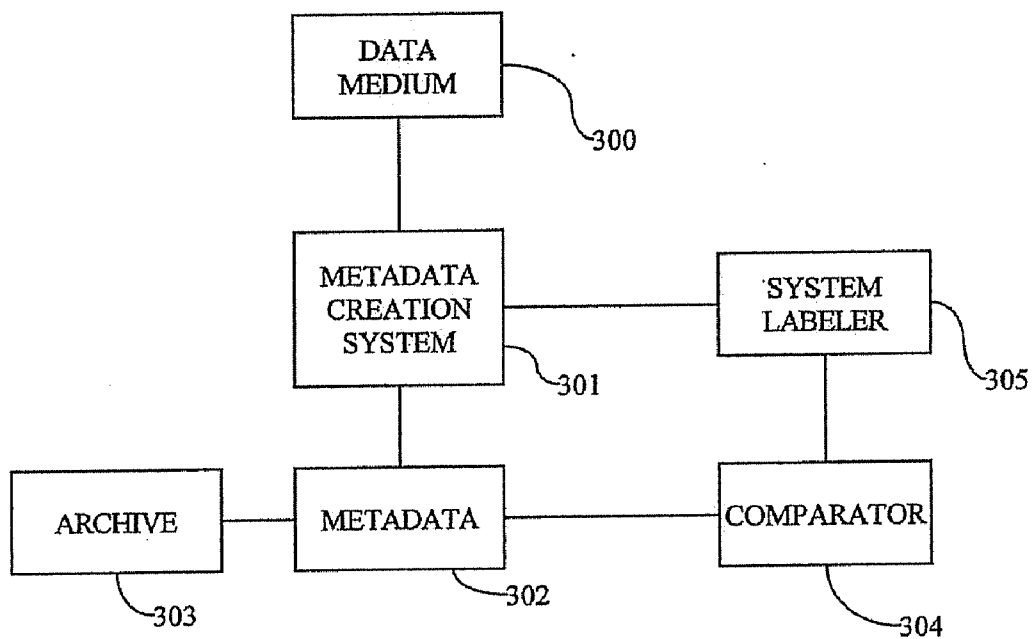 DATA
MEDIUM
300
METADATA
CREATION
SYSTEM
301
SYSTEM
LABELER
305
ARCHIVE
303
METADATA
302
COMPARATOR
304